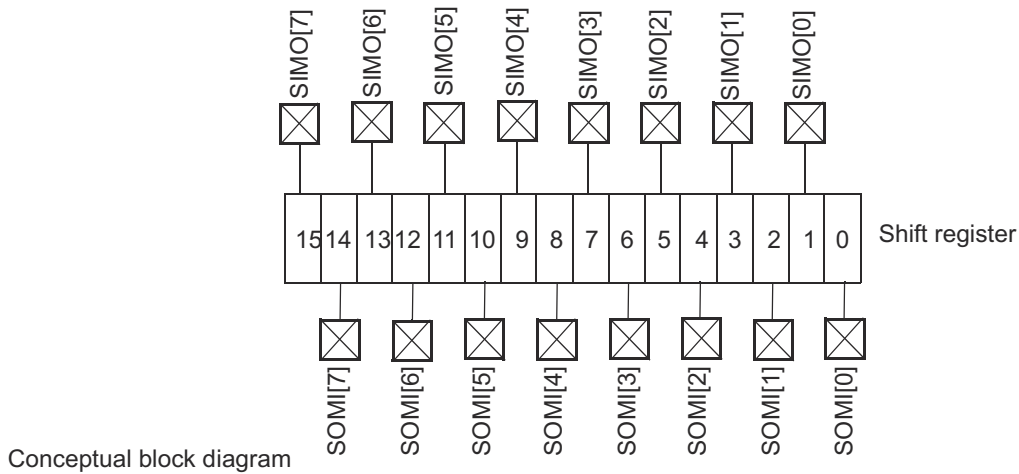 SIMO[7] SIMO[6] SIMO[5] SIMO[4] SIMO[3] SIMO[2] SIMO[1] SIMO[0]
15 14 13 12 11 10 9 8 7 6 5 4 3 2 1 0 Shift register
SOMI[7] SOMI[6] SOMI[5] SOMI[4] SOMI[3] SOMI[2] SOMI[1] SOMI[0]
Conceptual block diagram